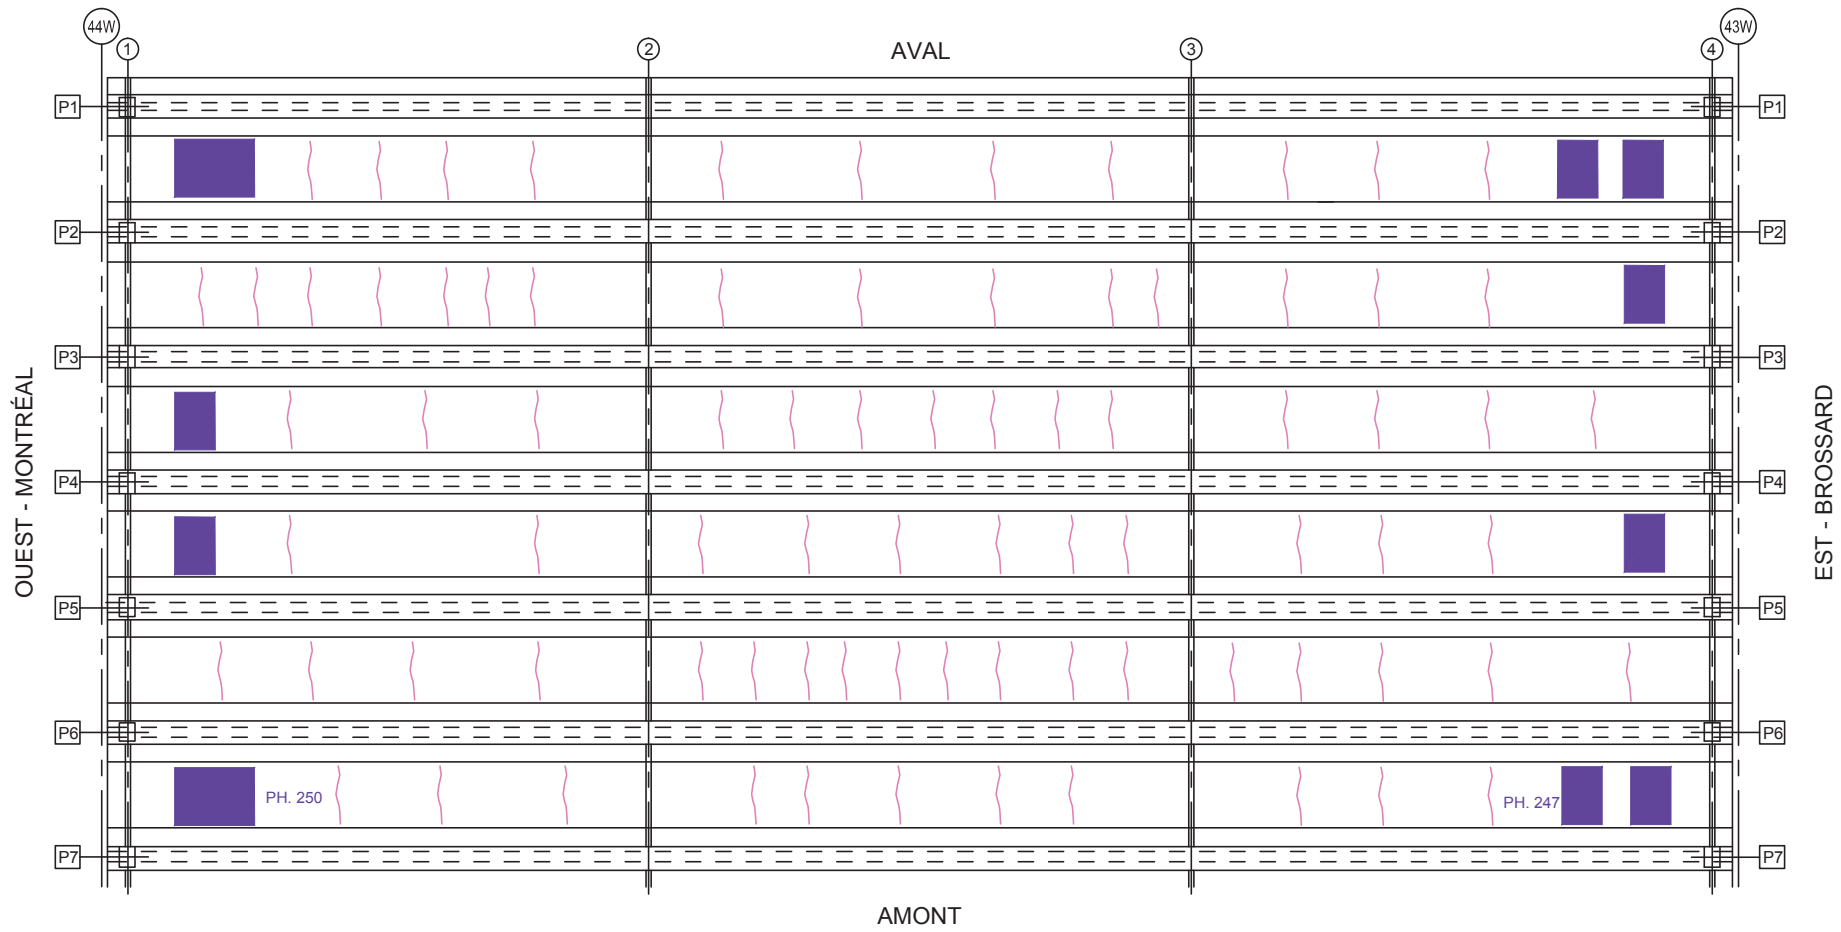 44W
43W
1
2
AVAL
3
4
P1
P1
P2
P2
P3
P3
OUEST - MONTRÉAL
EST - BROSSARD
P4
P4
P5
P5
P6
P6
PH. 250
PH. 247
P7
P7
AMONT